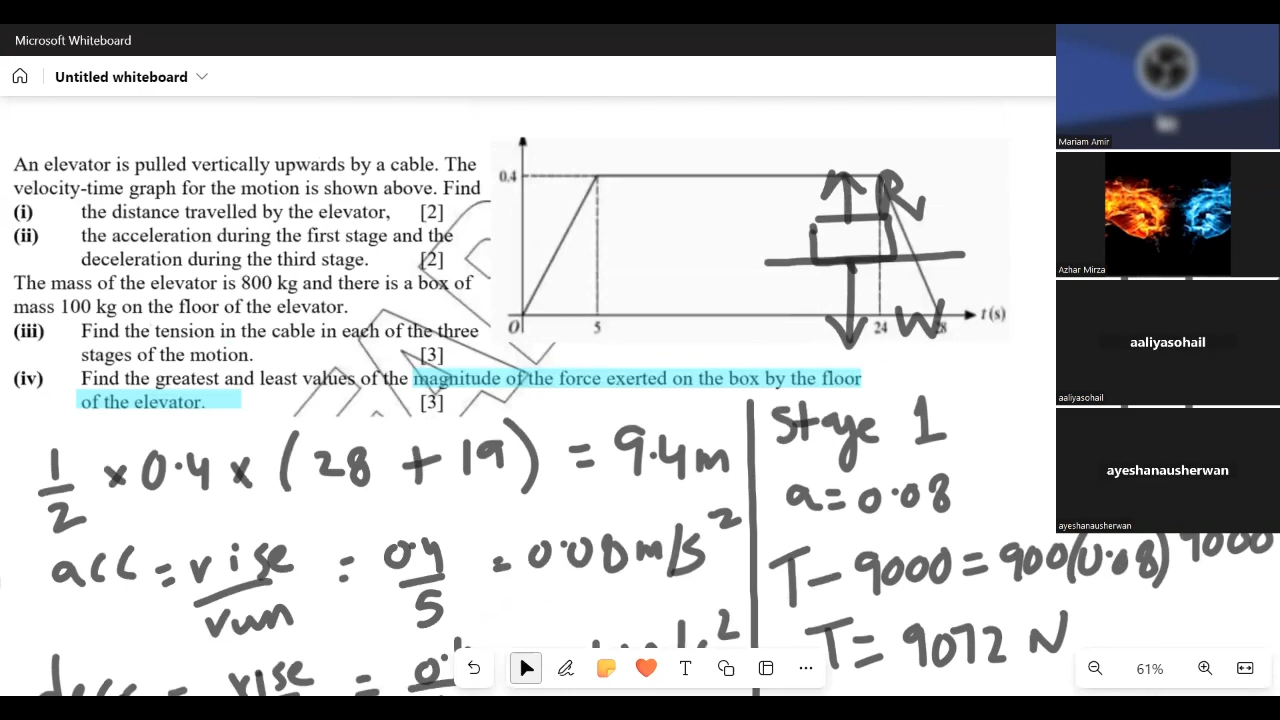 Microsoft Whiteboard
Untitled whiteboard
An elevator is pulled vertically upwards by a cable. The
velocity-time graph for the motion is shown above. Find
(i) the distance travelled by the elevator, [2]
(ii) the acceleration during the first stage and the
deceleration during the third stage. [2]
The mass of the elevator is 800 kg and there is a box of
mass 100 kg on the floor of the elevator.
(iii) Find the tension in the cable in each of the three
stages of the motion. [3]
(iv) Find the greatest and least values of the magnitude of the force exerted on the box by the floor
of the elevator. [3]
0.4
R
W
O 5 24 28 t (s)
1/2 × 0.4 × (28 + 19) = 9.4m
acc = rise/run = 0.4/5 = 0.08 m/s²
decc = rise =
Stage 1
a = 0.08
T - 9000 = 900(0.08)
9000
T = 9072 N
Mariam Amir
Azhar Mirza
aaliyasohail
aaliyasohail
ayeshanausherwan
ayeshanausherwan
61%